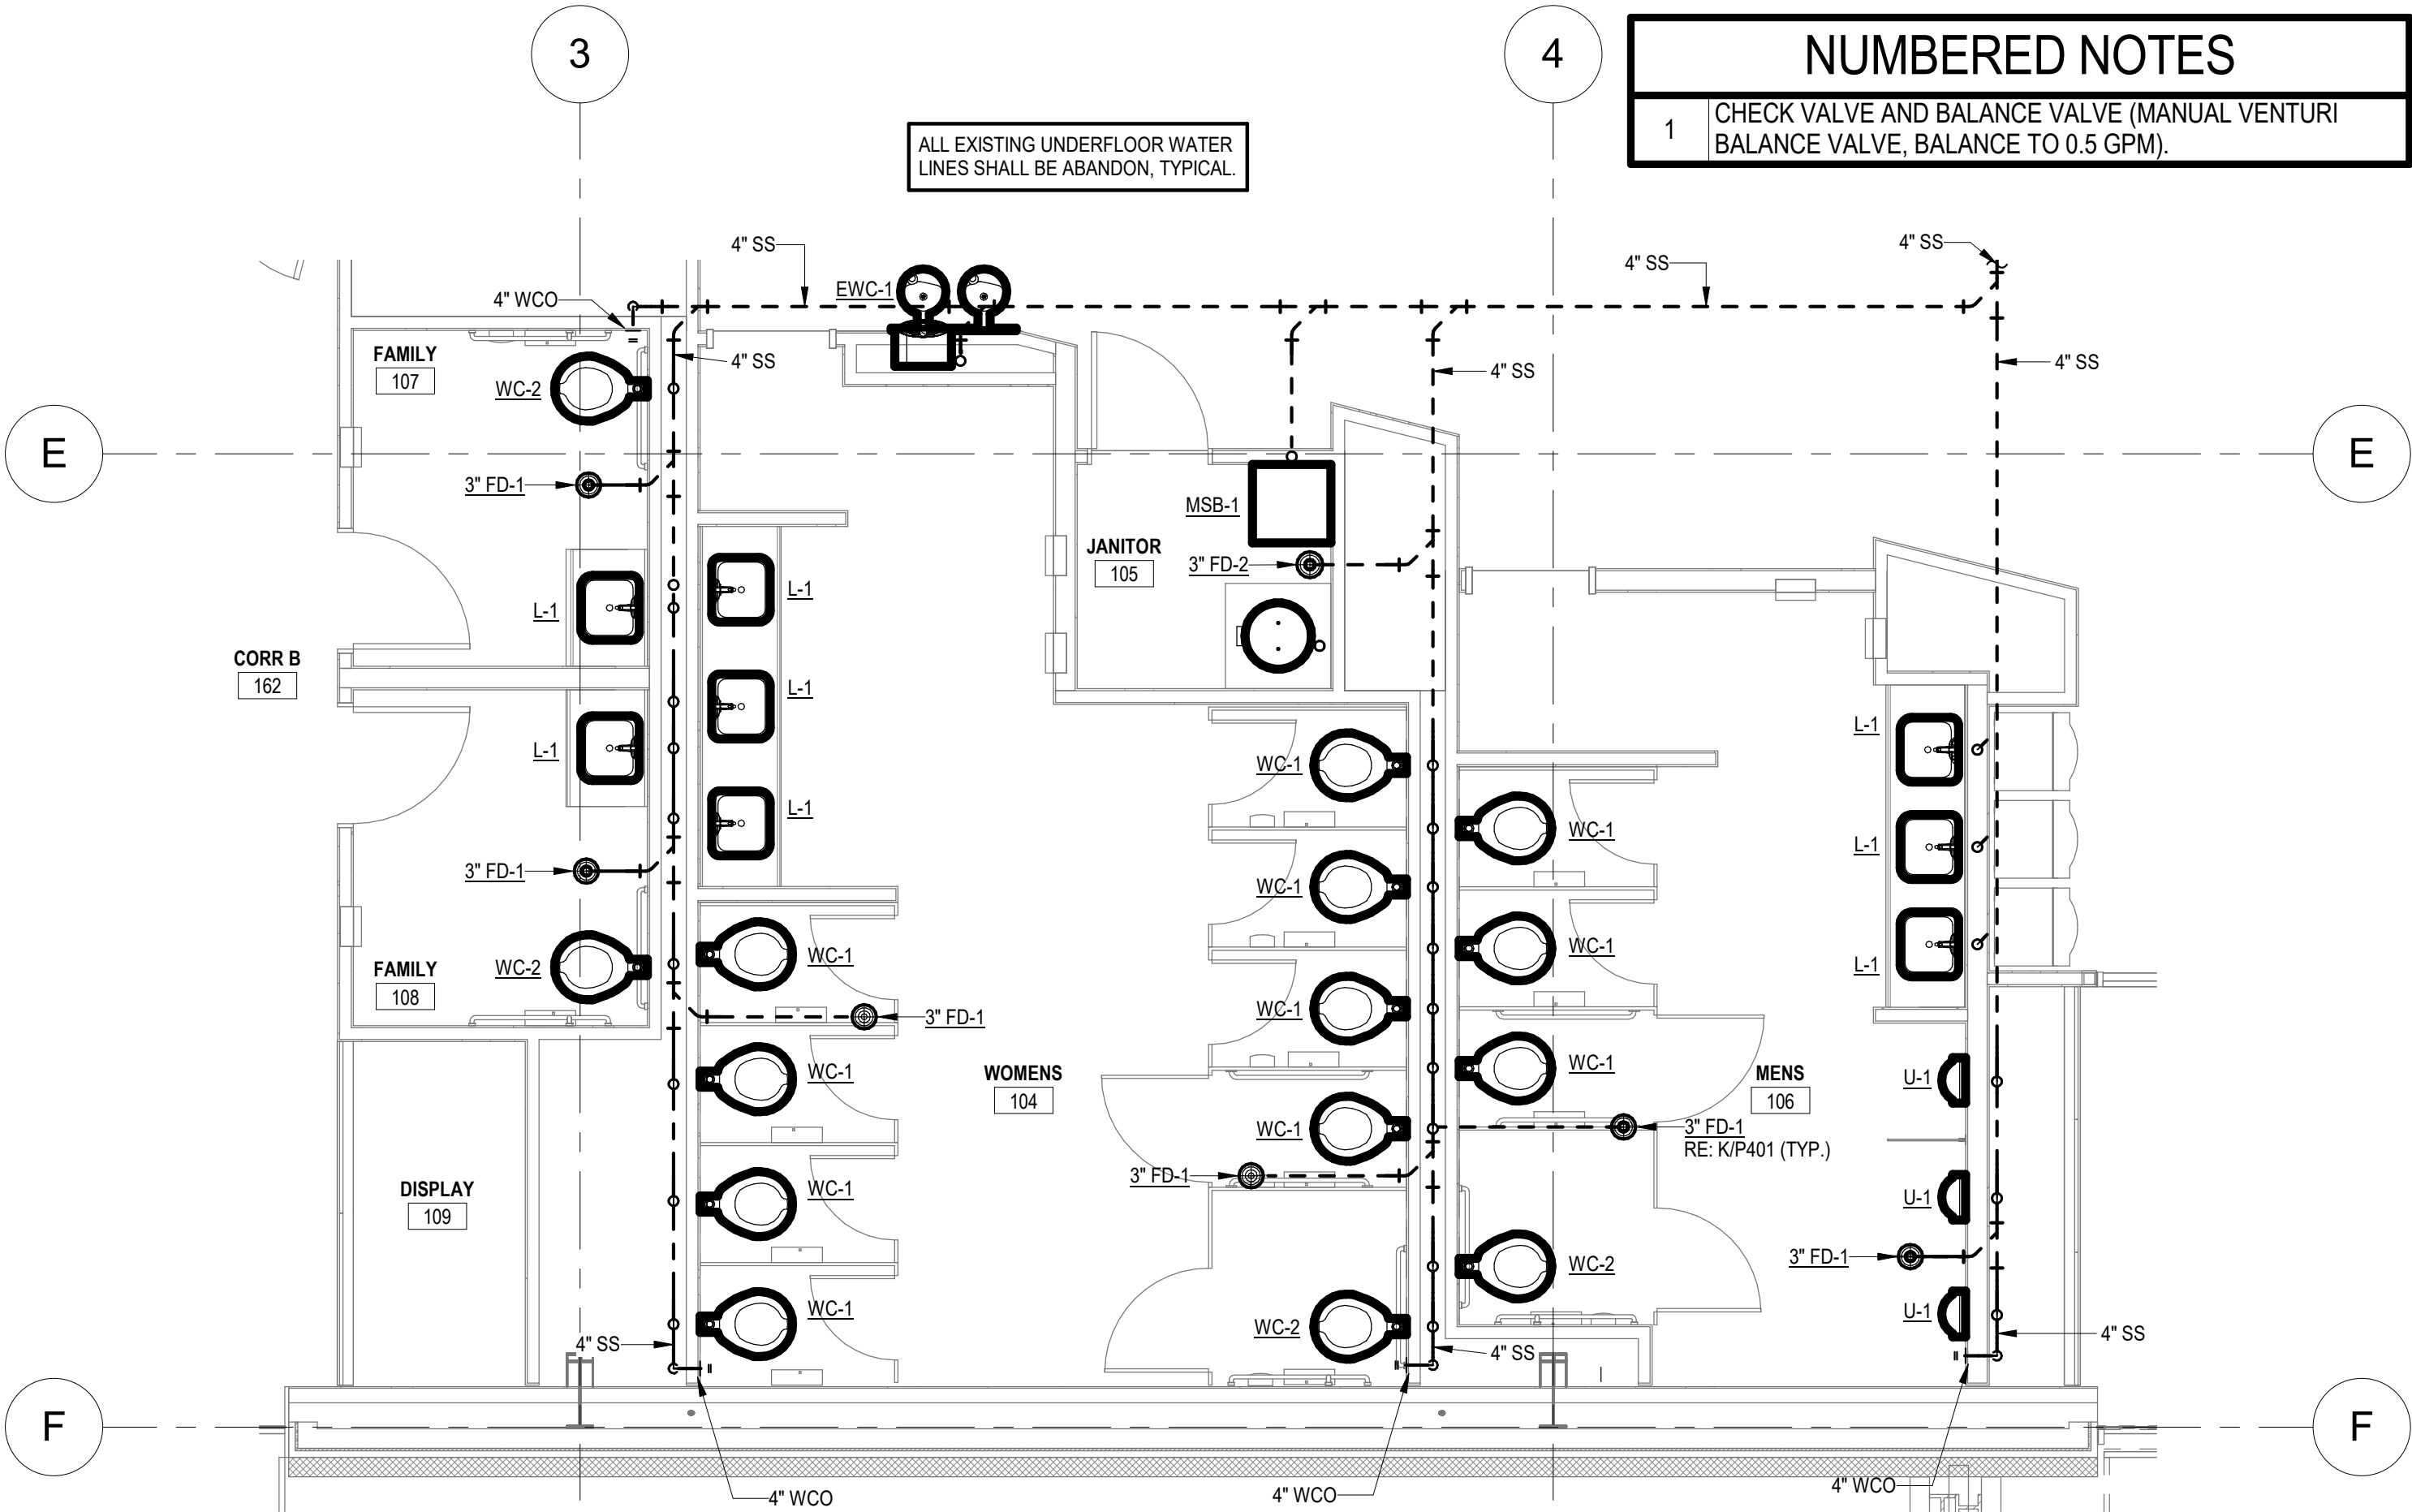 3
4
NUMBERED NOTES
1
CHECK VALVE AND BALANCE VALVE (MANUAL VENTURI
BALANCE VALVE, BALANCE TO 0.5 GPM).
ALL EXISTING UNDERFLOOR WATER
LINES SHALL BE ABANDON, TYPICAL.
4" SS
4" SS
4" SS
EWC-1
4" WCO
FAMILY
107
WC-2
4" SS
4" SS
4" SS
E
E
3" FD-1
MSB-1
JANITOR
105
3" FD-2
L-1
L-1
CORR B
162
L-1
L-1
L-1
L-1
WC-1
L-1
WC-1
L-1
3" FD-1
WC-1
WC-1
L-1
FAMILY
108
WC-2
WC-1
WC-1
3" FD-1
WC-1
WOMENS
104
WC-1
WC-1
MENS
106
U-1
WC-1
3" FD-1
RE: K/P401 (TYP.)
DISPLAY
109
WC-1
3" FD-1
U-1
3" FD-1
WC-2
WC-1
WC-2
U-1
4" SS
4" SS
4" SS
F
F
4" WCO
4" WCO
4" WCO